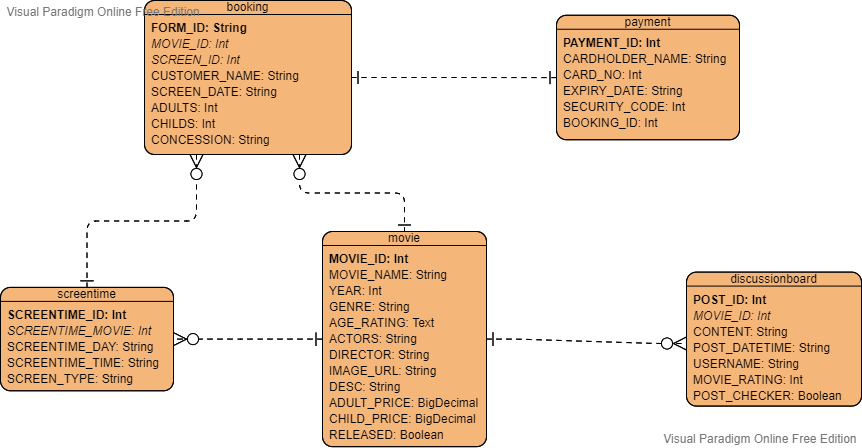 Visual Paradigm Online Free Edition
booking
FORM_ID: String
MOVIE_ID: Int
SCREEN_ID: Int
CUSTOMER_NAME: String
SCREEN_DATE: String
ADULTS: Int
CHILDS: Int
CONCESSION: String
payment
PAYMENT_ID: Int
CARDHOLDER_NAME: String
CARD_NO: Int
EXPIRY_DATE: String
SECURITY_CODE: Int
BOOKING_ID: Int
screentime
SCREENTIME_ID: Int
SCREENTIME_MOVIE: Int
SCREENTIME_DAY: String
SCREENTIME_TIME: String
SCREEN_TYPE: String
movie
MOVIE_ID: Int
MOVIE_NAME: String
YEAR: Int
GENRE: String
AGE_RATING: Text
ACTORS: String
DIRECTOR: String
IMAGE_URL: String
DESC: String
ADULT_PRICE: BigDecimal
CHILD_PRICE: BigDecimal
RELEASED: Boolean
discussionboard
POST_ID: Int
MOVIE_ID: Int
CONTENT: String
POST_DATETIME: String
USERNAME: String
MOVIE_RATING: Int
POST_CHECKER: Boolean
Visual Paradigm Online Free Edition